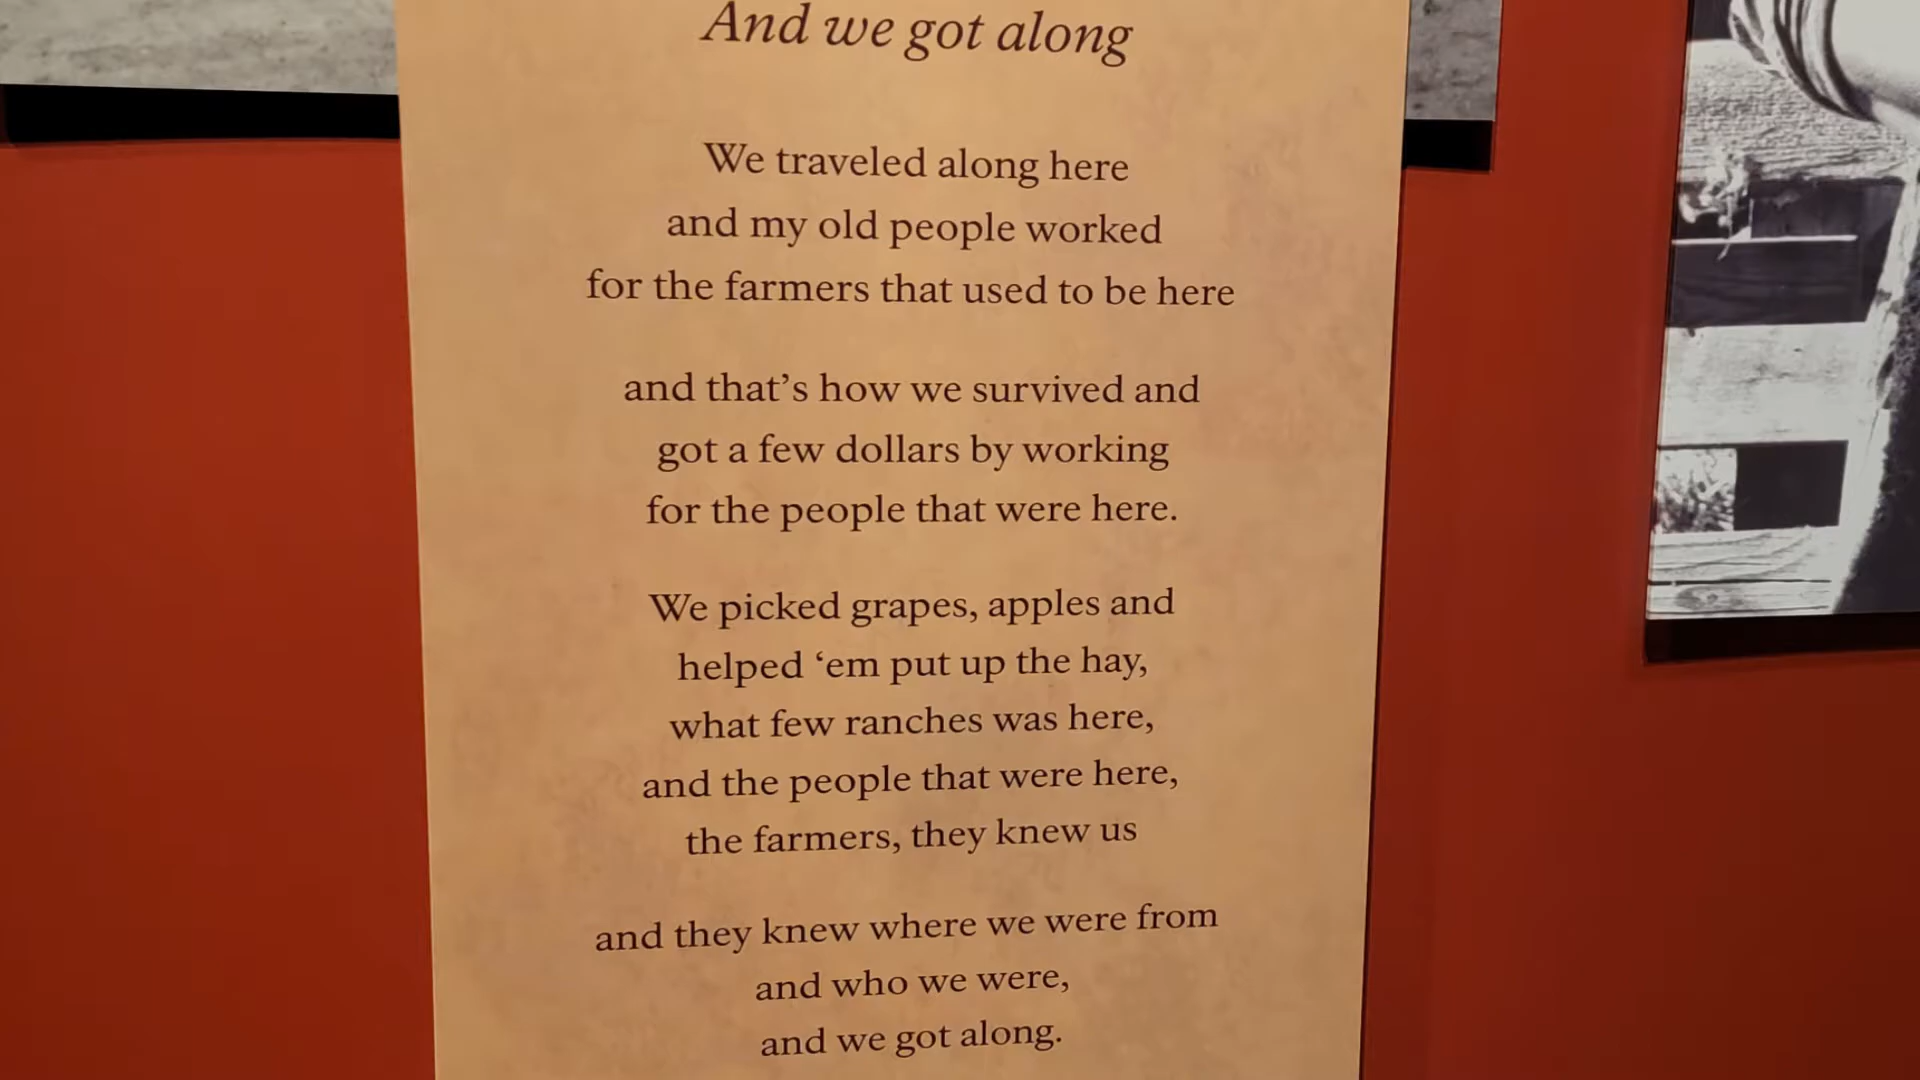 And we got along
We traveled along here
and my old people worked
for the farmers that used to be here
and that’s how we survived and
got a few dollars by working
for the people that were here.
We picked grapes, apples and
helped ‘em put up the hay,
what few ranches was here,
and the people that were here,
the farmers, they knew us
and they knew where we were from
and who we were,
and we got along.